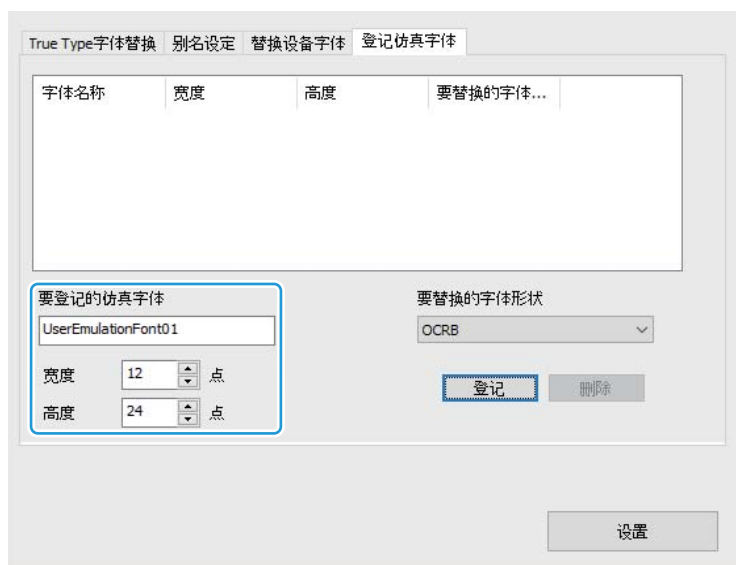 True Type字体替换 别名设定 替换设备字体 登记仿真字体
字体名称 宽度 高度 要替换的字体...
要登记的仿真字体 要替换的字体形状
UserEmulationFont01 OCRB
宽度 12 点 登记 删除
高度 24 点
设置